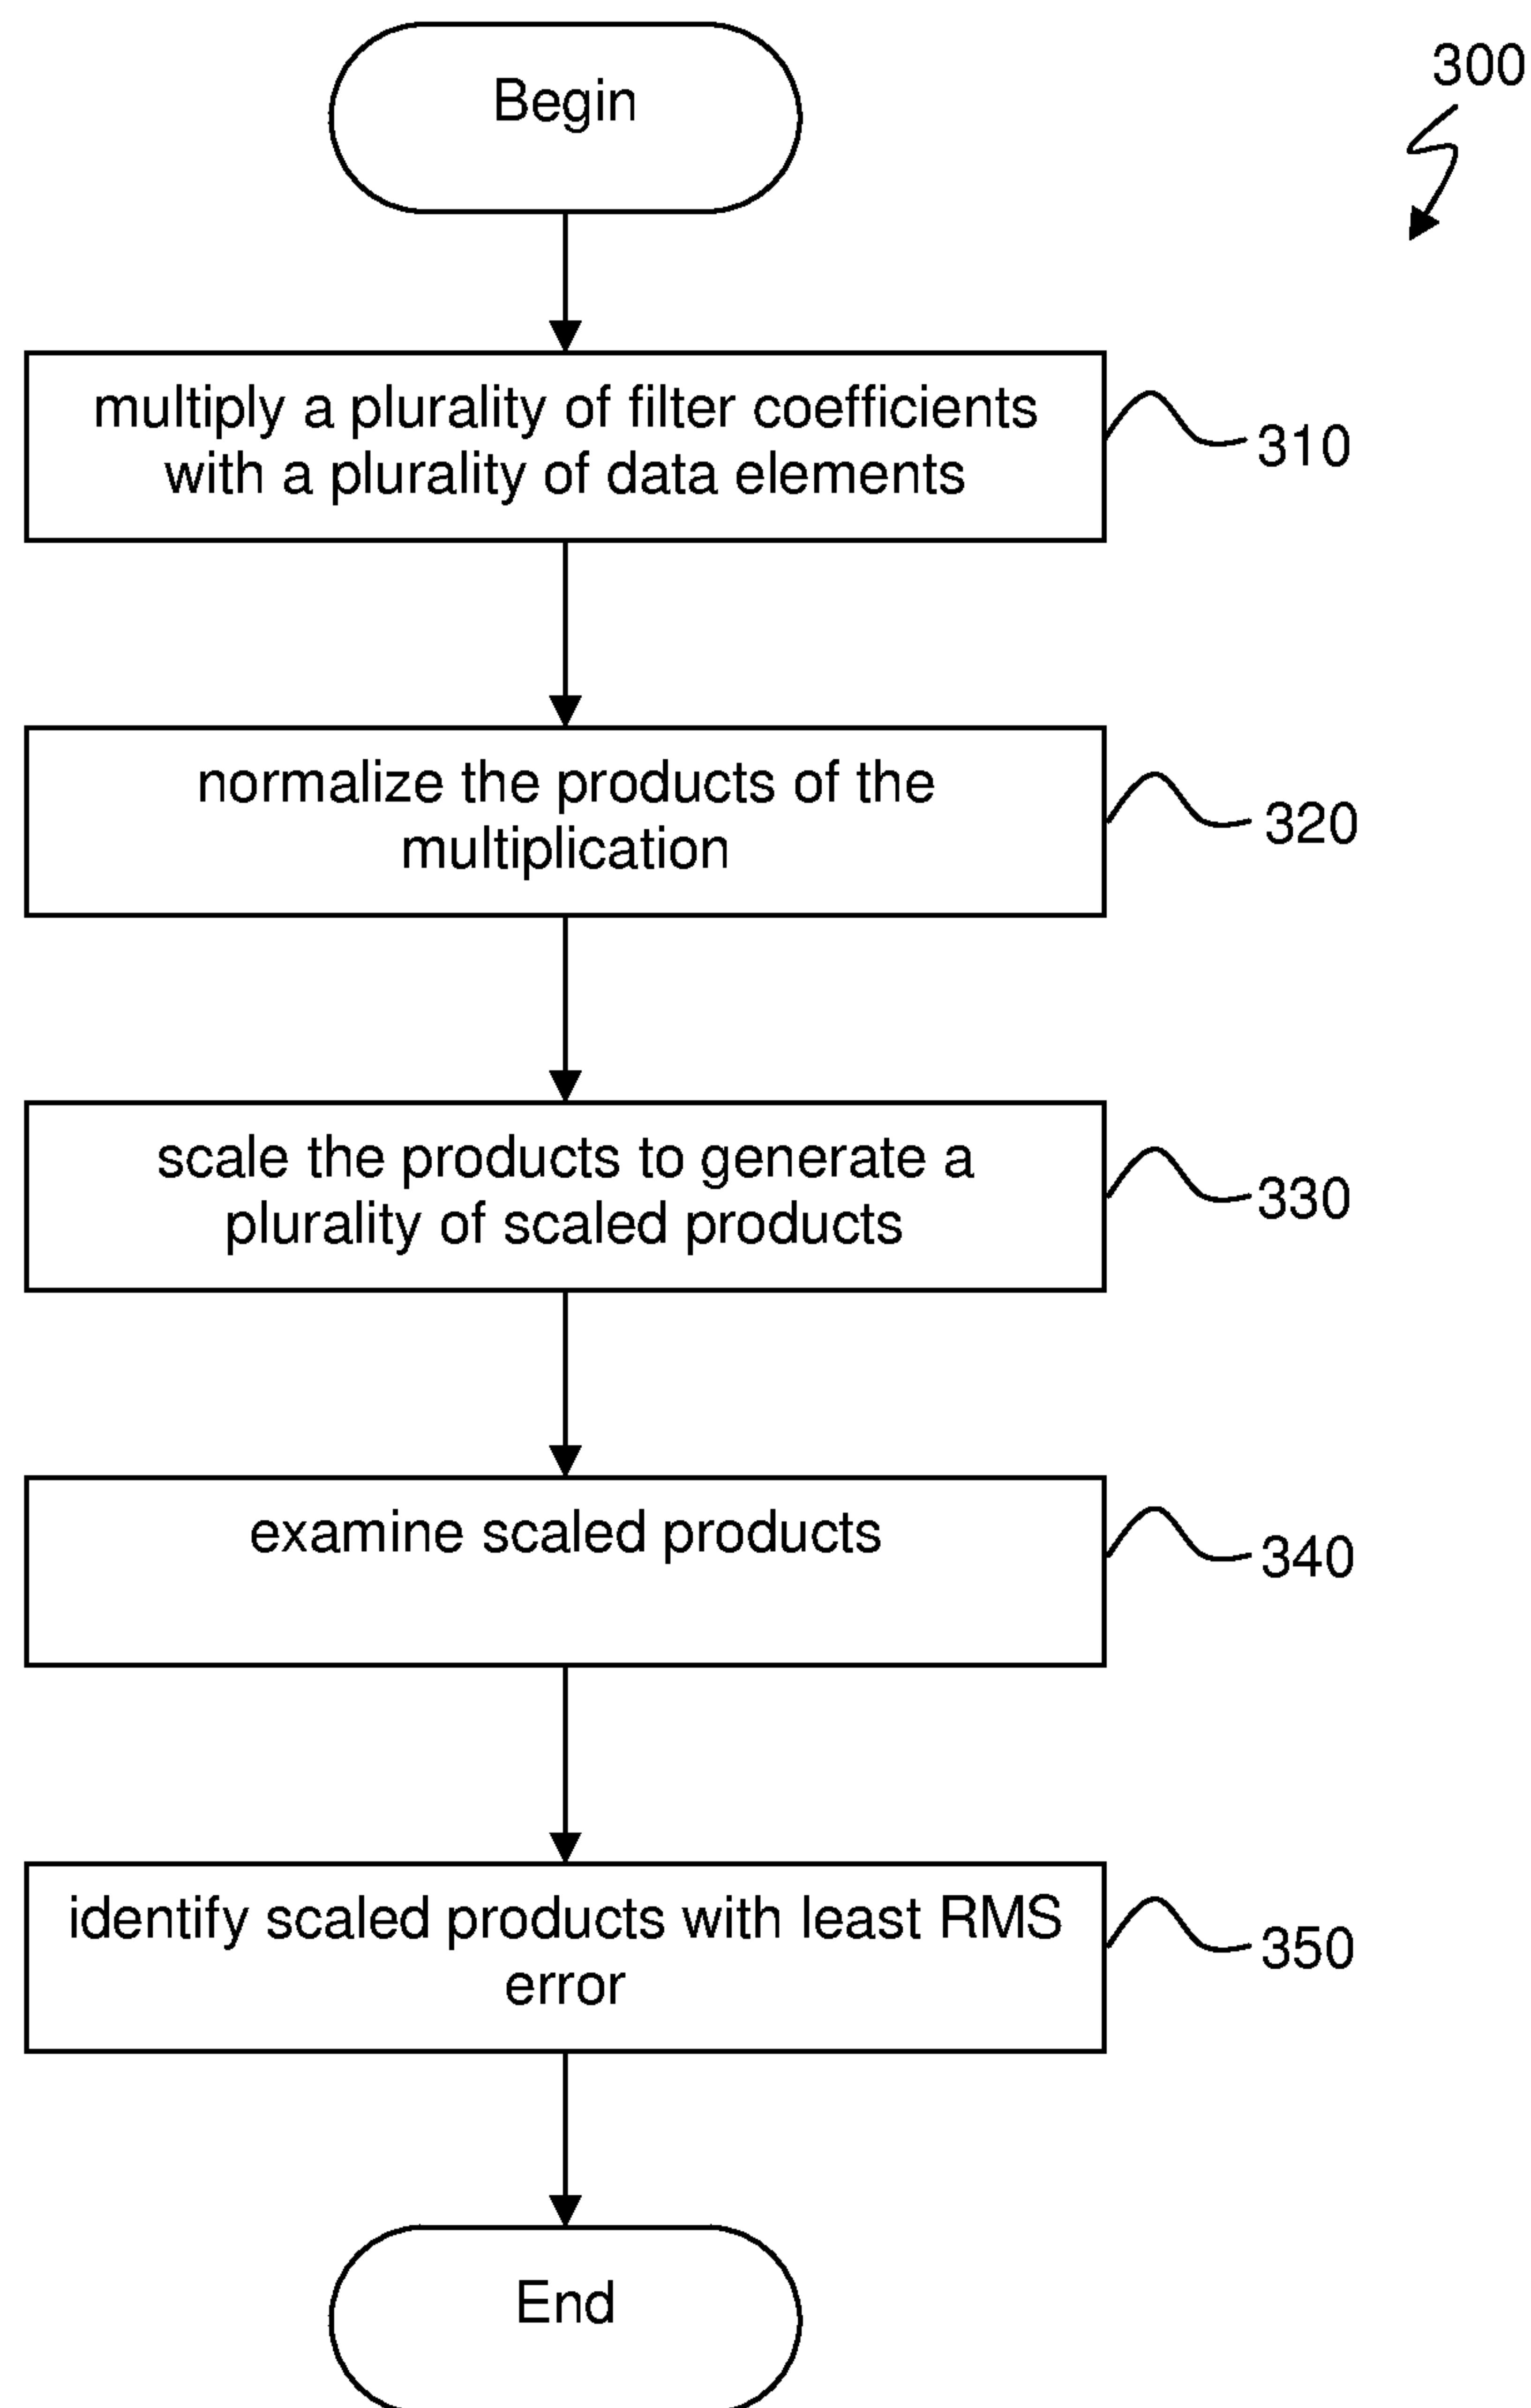 Begin
300
multiply a plurality of filter coefficients
with a plurality of data elements
310
normalize the products of the
multiplication
320
scale the products to generate a
plurality of scaled products
330
examine scaled products
340
identify scaled products with least RMS
error
350
End